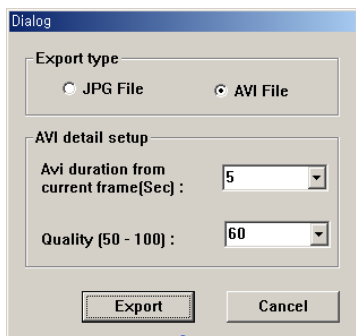 Dialog
Export type
JPG File
AVI File
AVI detail setup
Avi duration from
current frame(Sec) :
5
Quality (50 - 100) :
60
Export
Cancel